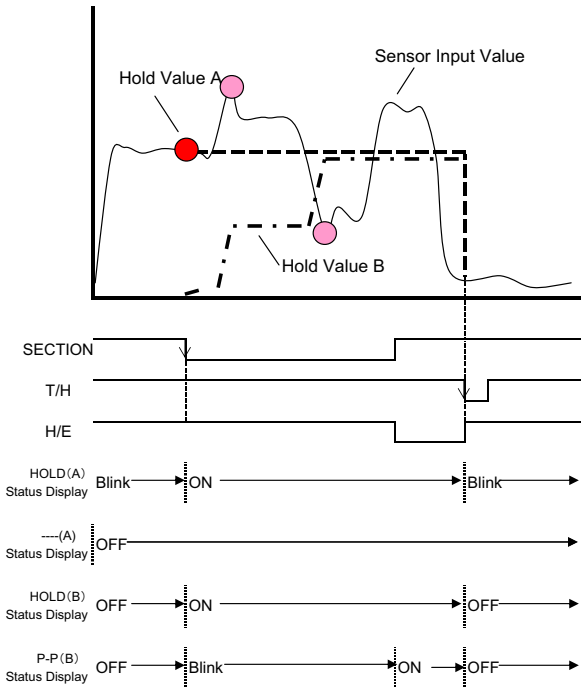 Sensor Input Value
Hold Value A
Hold Value B
SECTION
T/H
H/E
HOLD(A)
Status Display
Blink
ON
Blink
----(A)
Status Display
OFF
HOLD(B)
Status Display
OFF
ON
OFF
P-P(B)
Status Display
OFF
Blink
ON
OFF